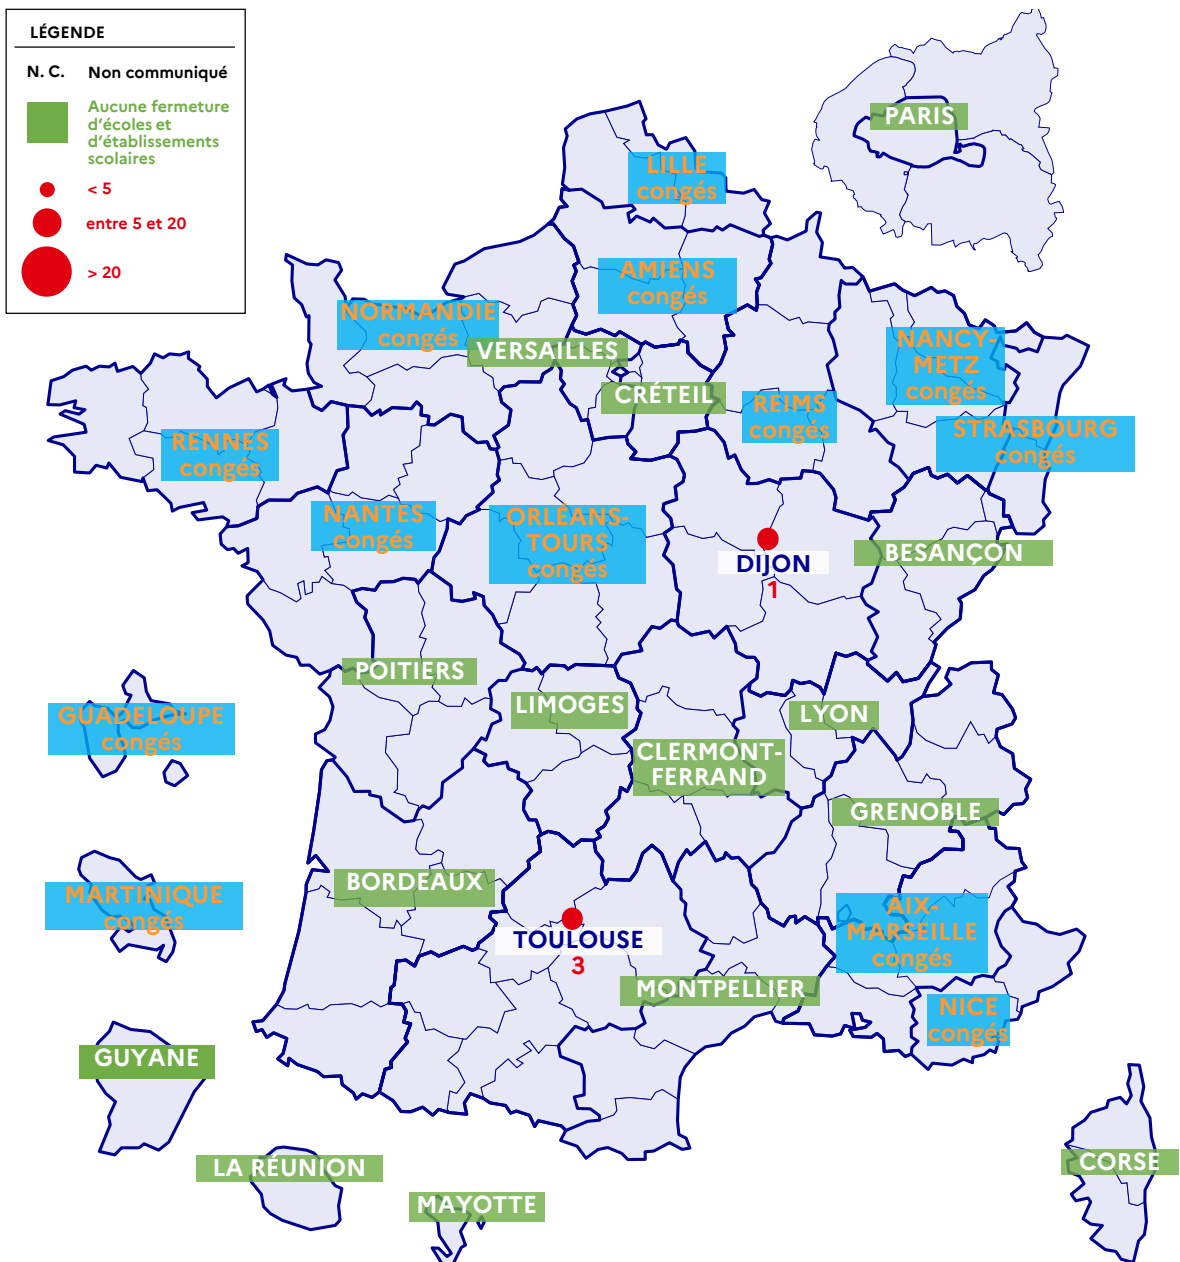 LÉGENDE
N. C. Non communiqué
Aucune fermeture
d'écoles et
d'établissements
scolaires
< 5
entre 5 et 20
> 20
PARIS
LILLE
congés
AMIENS
congés
NORMANDIE
congés
VERSAILLES
NANCY-
METZ
congés
CRÉTEIL
REIMS
congés
STRASBOURG
congés
RENNES
congés
NANTES
congés
ORLÉANS-
TOURS
congés
DIJON
1
BESANÇON
POITIERS
LIMOGES
LYON
GUADELOUPE
congés
CLERMONT-
FERRAND
GRENOBLE
BORDEAUX
MARTINIQUE
congés
AIX-
MARSEILLE
congés
TOULOUSE
3
MONTPELLIER
NICE
congés
GUYANE
LA RÉUNION
CORSE
MAYOTTE